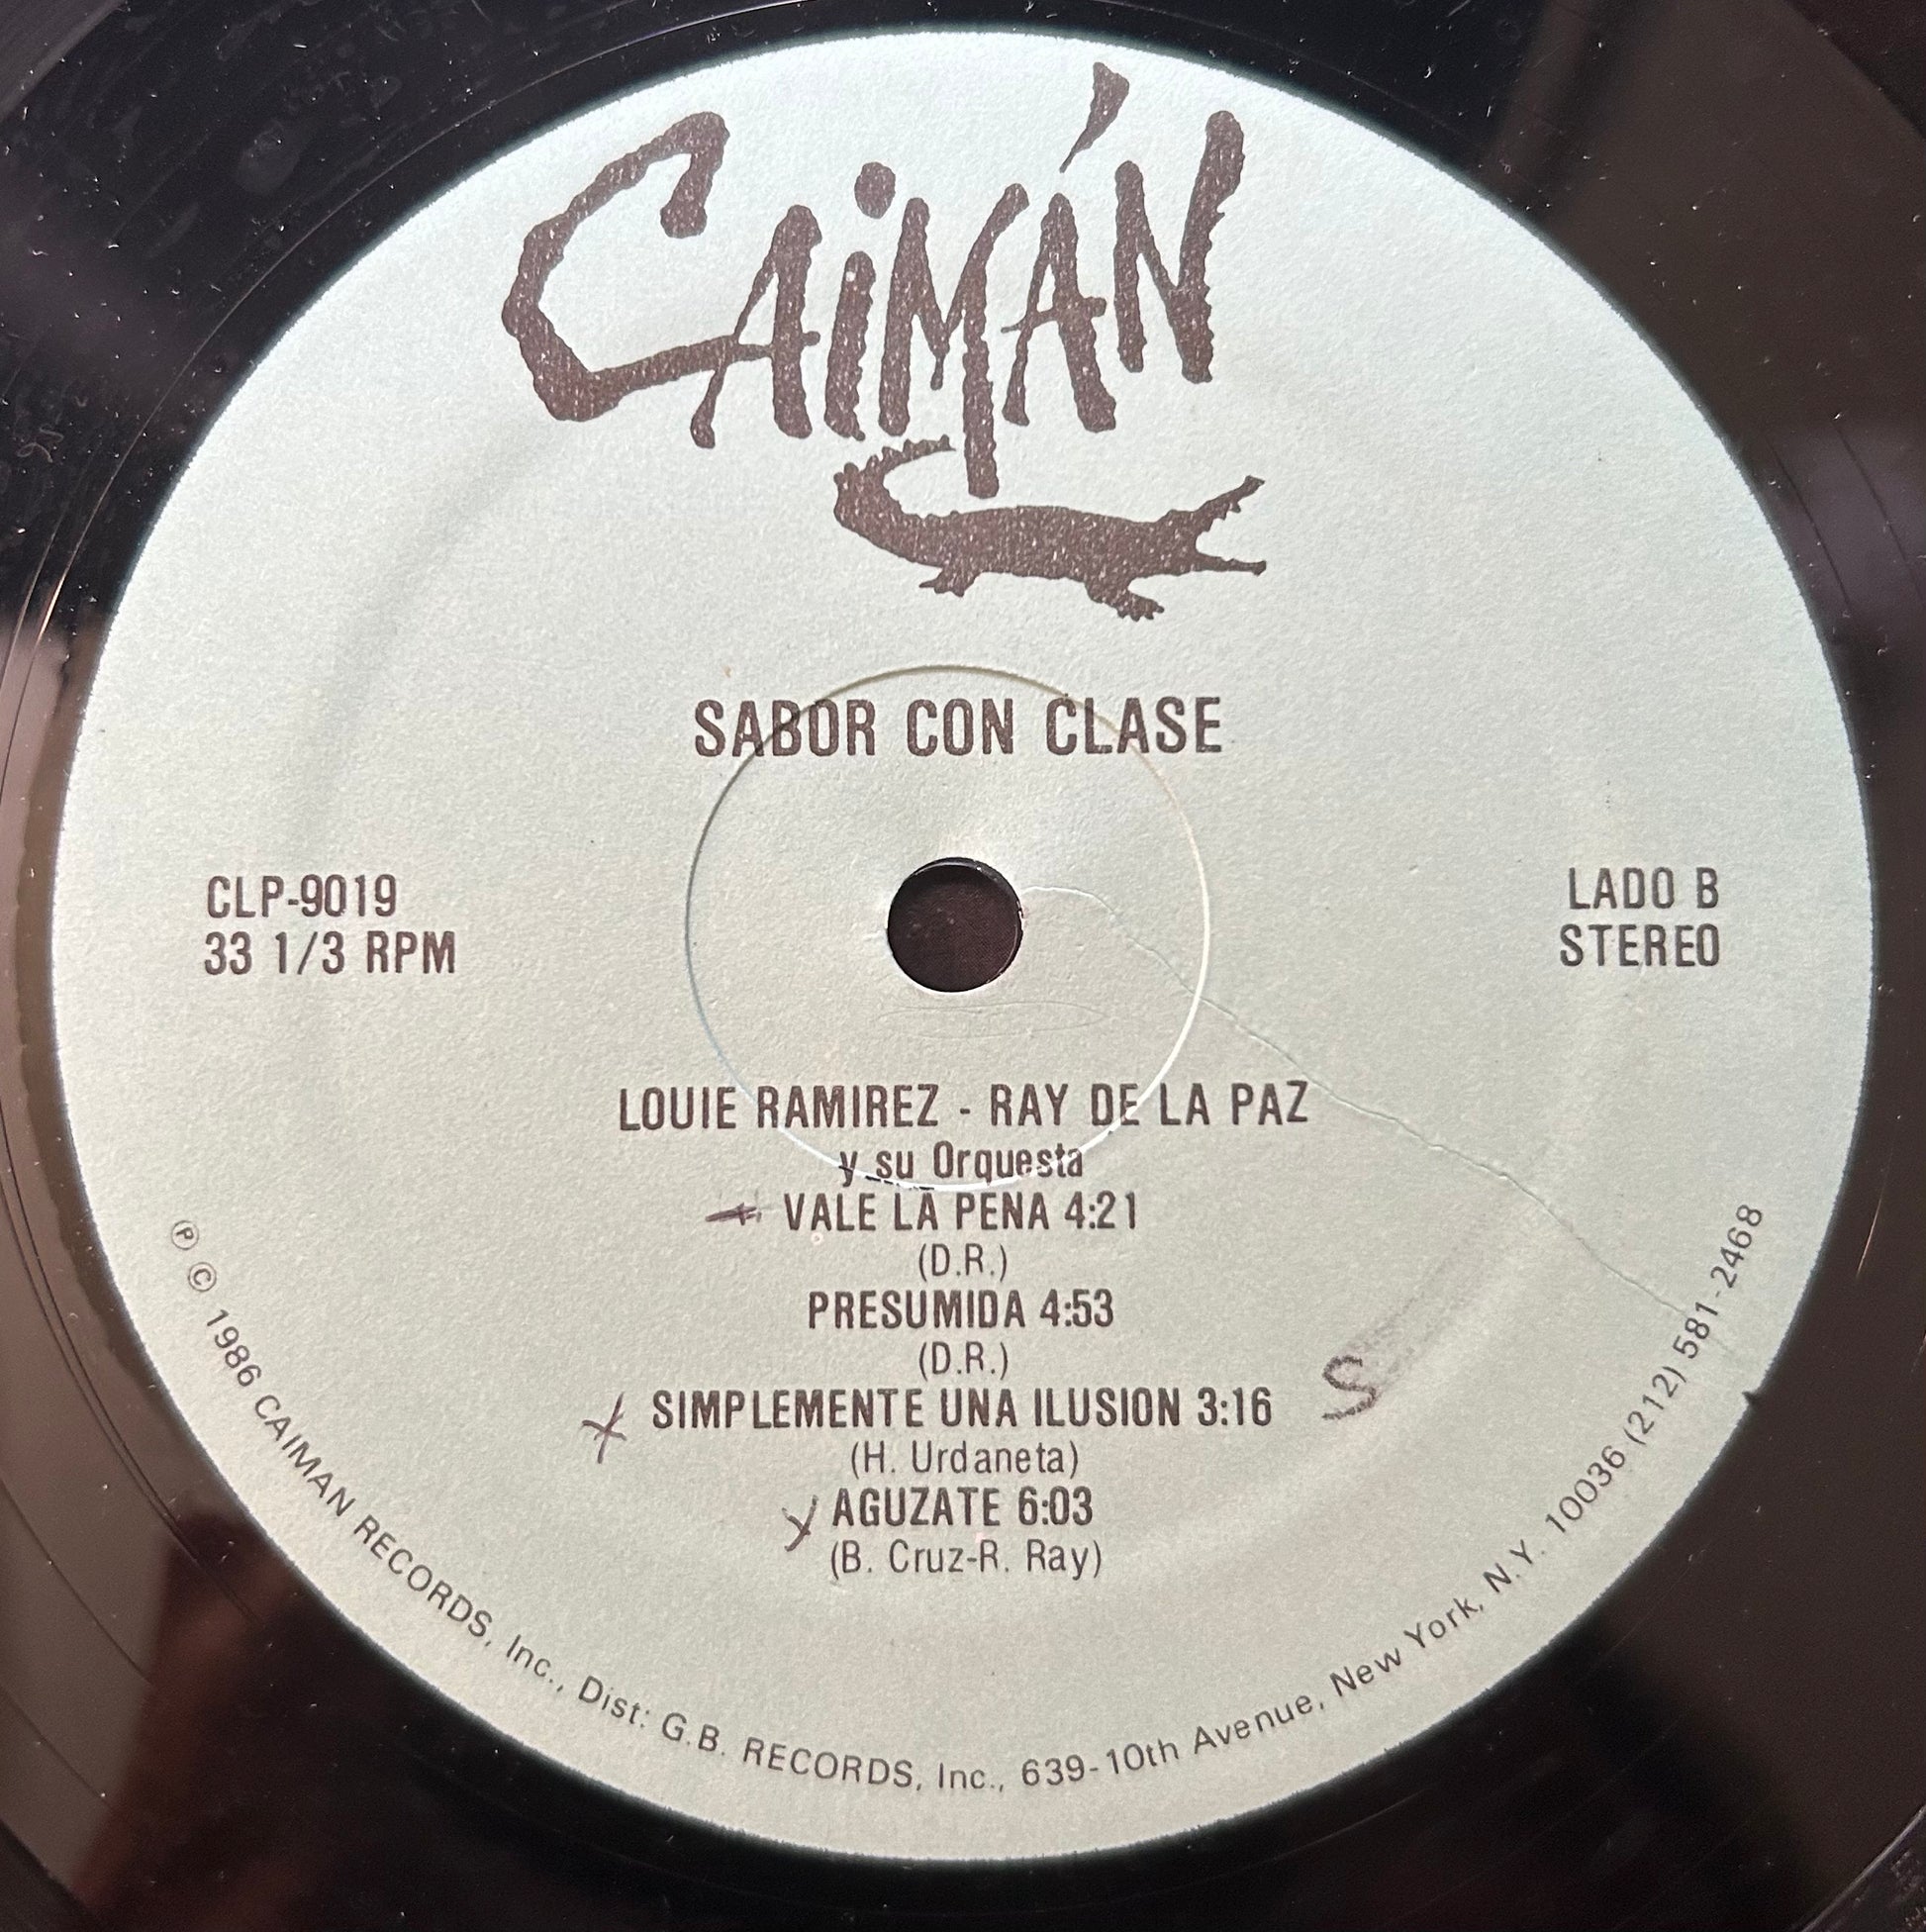 CAiMÁN
SABOR CON CLASE
CLP-9019
33 1/3 RPM
LADO B
STEREO
LOUIE RAMIREZ - RAY DE LA PAZ
y su Orquesta
VALE LA PENA 4:21
(D.R.)
PRESUMIDA 4:53
(D.R.)
SIMPLEMENTE UNA ILUSION 3:16 S
(H. Urdaneta)
AGUZATE 6:03
(B. Cruz-R. Ray)
℗ © 1986 CAIMAN RECORDS, Inc., Dist: G.B. RECORDS, Inc., 639-10th Avenue, New York, N.Y. 10036 (212) 581-2468